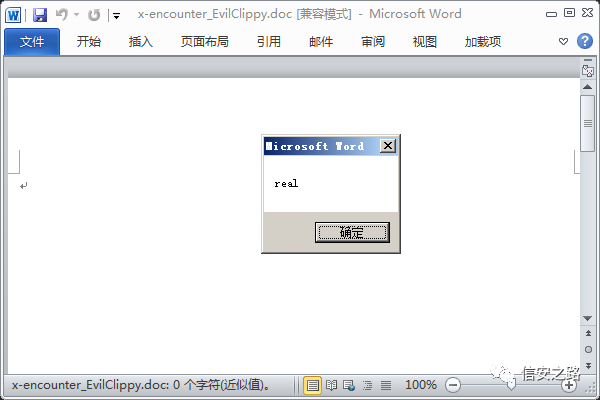 x-encounter_EvilClippy.doc [兼容模式] - Microsoft Word
文件 开始 插入 页面布局 引用 邮件 审阅 视图 加载项
Microsoft Word
real
确定
x-encounter_EvilClippy.doc: 0 个字符(近似值)。 100%
信安之路